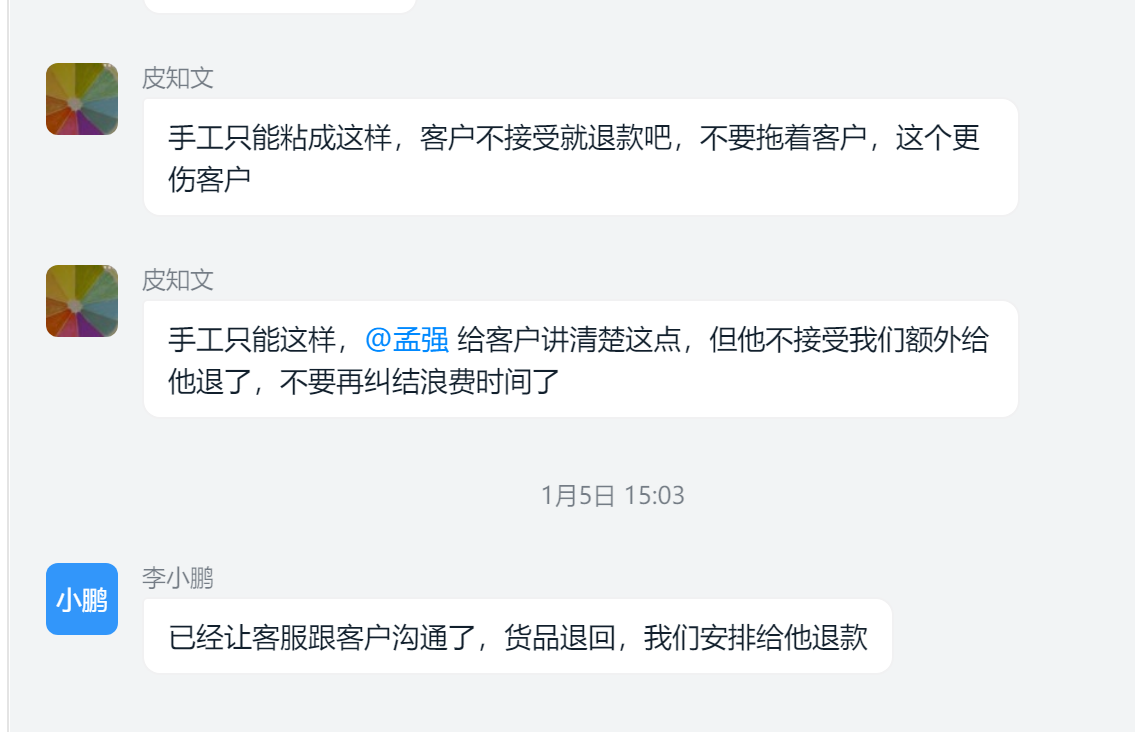 皮知文
手工只能粘成这样，客户不接受就退款吧，不要拖着客户，这个更
伤客户
皮知文
手工只能这样，@孟强 给客户讲清楚这点，但他不接受我们额外给
他退了，不要再纠结浪费时间了
1月5日 15:03
小鹏
李小鹏
已经让客服跟客户沟通了，货品退回，我们安排给他退款